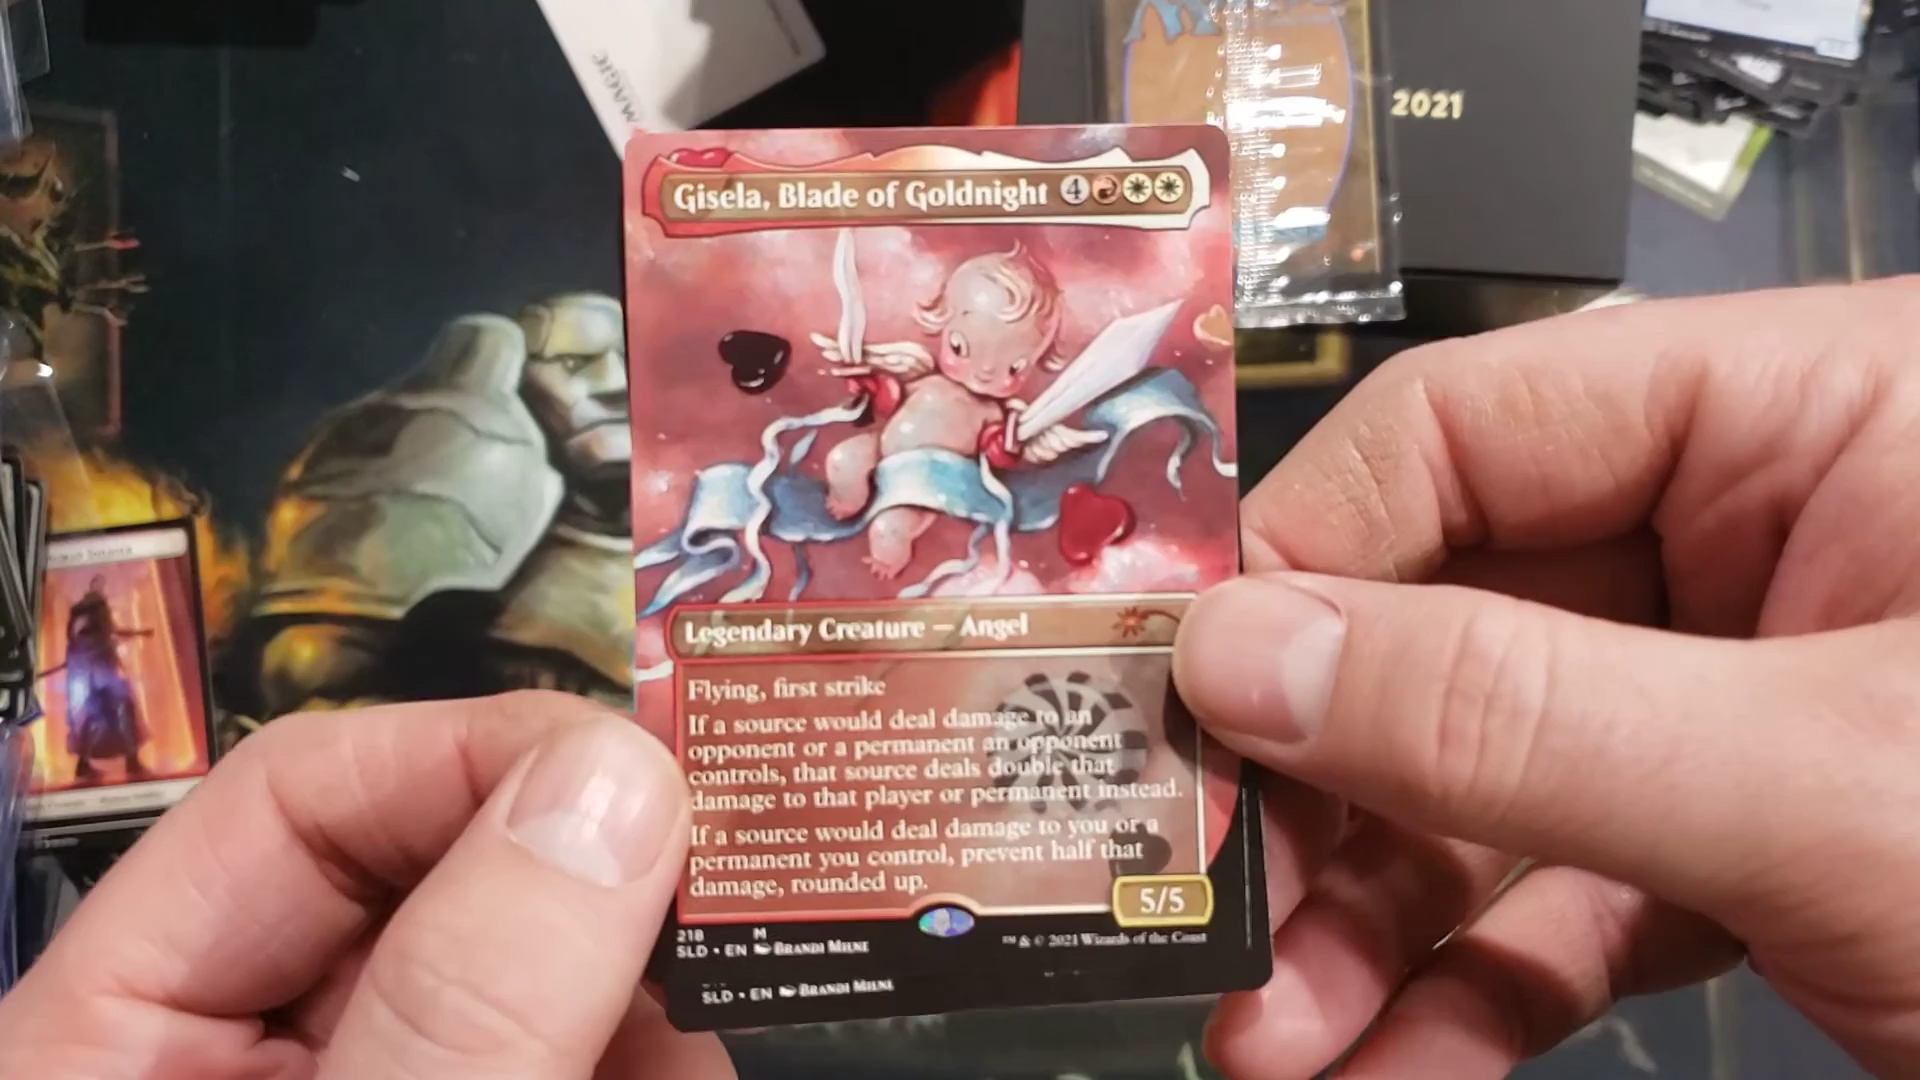 MAGIC
2021
Gisela, Blade of Goldnight 4
Legendary Creature — Angel
Flying, first strike
If a source would deal damage to an
opponent or a permanent an opponent
controls, that source deals double that
damage to that player or permanent instead.
If a source would deal damage to you or a
permanent you control, prevent half that
damage, rounded up.
5/5
218 M
SLD • EN BRANDI MILNE
™ & © 2021 Wizards of the Coast
SLD • EN BRANDI MILNE